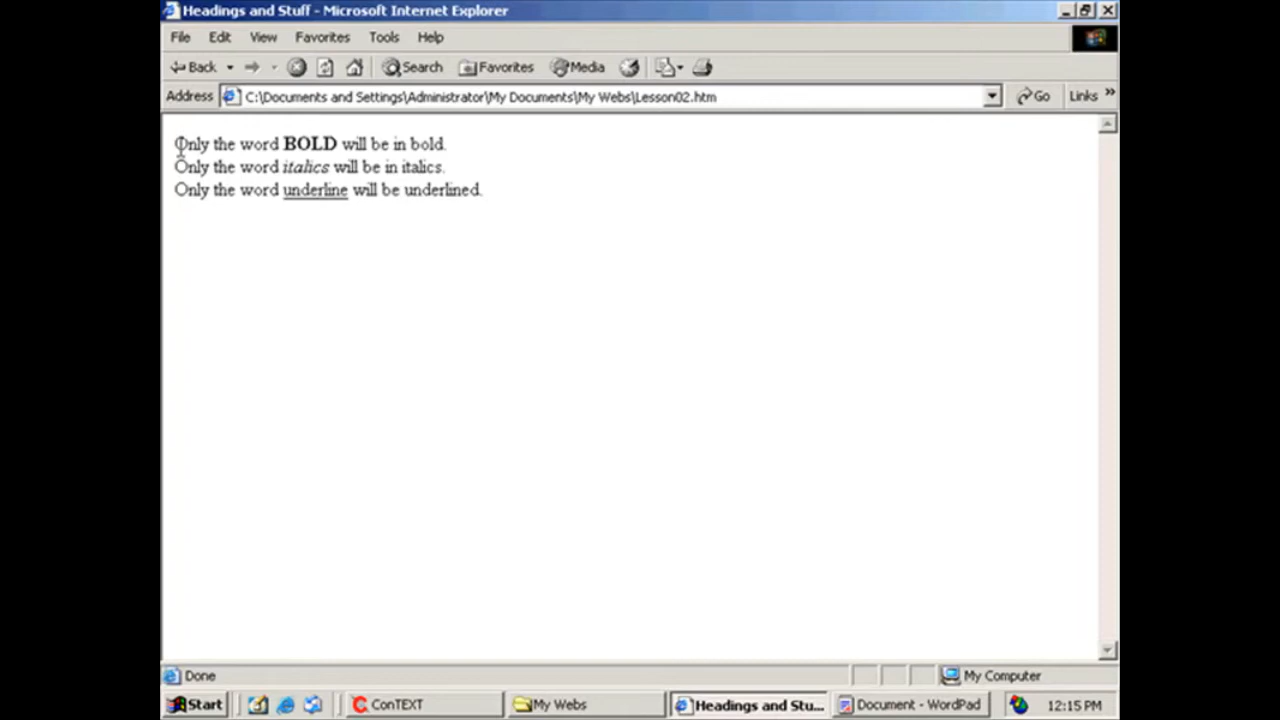 Headings and Stuff - Microsoft Internet Explorer
File Edit View Favorites Tools Help
Back Search Favorites Media
Address C:\Documents and Settings\Administrator\My Documents\My Webs\Lesson02.htm Go Links »
Only the word BOLD will be in bold.
Only the word italics will be in italics.
Only the word underline will be underlined.
Done My Computer
Start ConTEXT My Webs Headings and Stu... Document - WordPad 12:15 PM